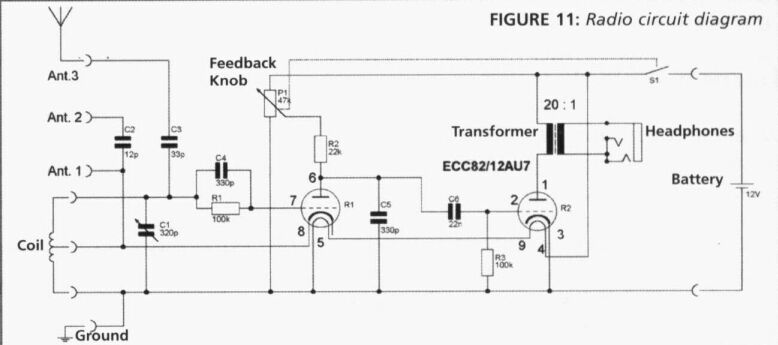 FIGURE 11: Radio circuit diagram
Feedback
Knob
Ant.3
P1
47k
S1
Ant. 2
C2
12p
C3
33p
R2
22k
20 : 1
Transformer
Headphones
ECC82/12AU7
Battery
12V
Ant. 1
C4
330p
R1
100k
6
7
R1
8
5
C5
330p
C6
22n
1
2
R2
3
9
4
C1
320p
Coil
R3
100k
Ground